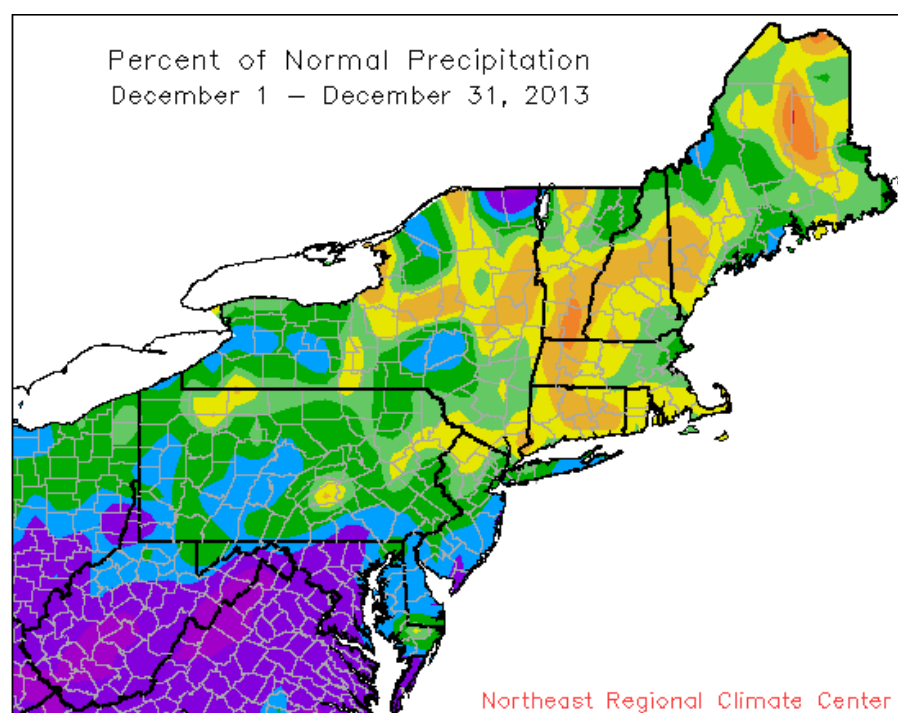 Percent of Normal Precipitation
December 1 – December 31, 2013
Northeast Regional Climate Center